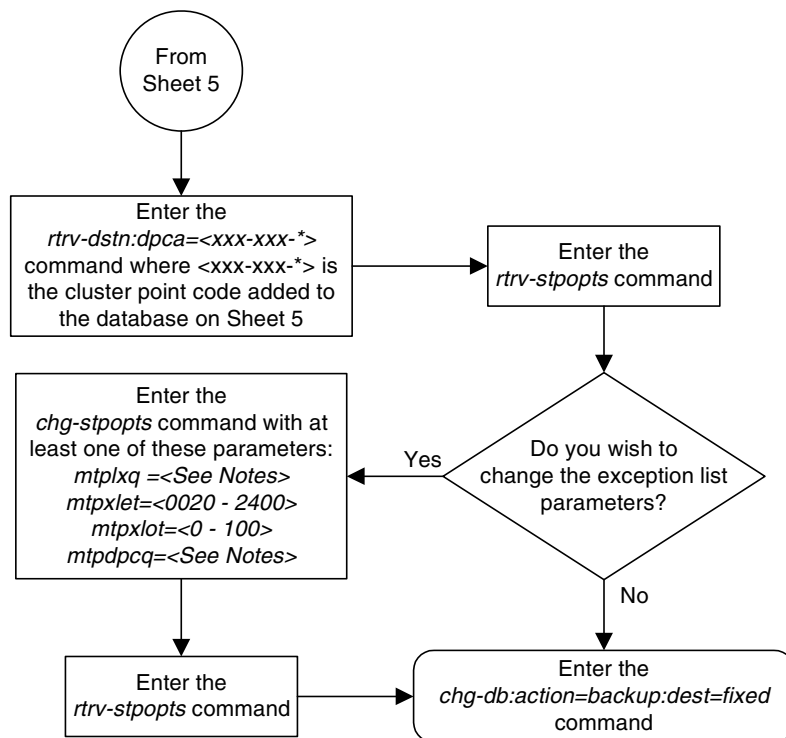 From
Sheet 5
Enter the
rtrv-dstn:dpca=<xxx-xxx-*>
command where <xxx-xxx-*> is
the cluster point code added to
the database on Sheet 5
Enter the
rtrv-stpopts command
Do you wish to
change the exception list
parameters?
Yes
Enter the
chg-stpopts command with at
least one of these parameters:
mtplxq =<See Notes>
mtpxlet=<0020 - 2400>
mtpxlot=<0 - 100>
mtpdpcq=<See Notes>
Enter the
rtrv-stpopts command
No
Enter the
chg-db:action=backup:dest=fixed
command